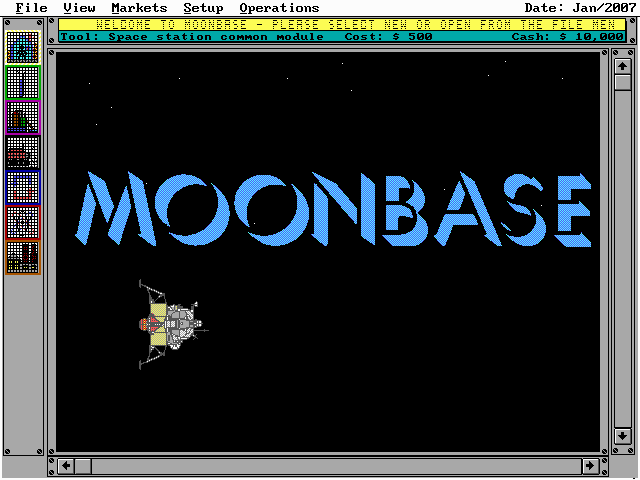 File View Markets Setup Operations Date: Jan/2007
WELCOME TO MOONBASE - PLEASE SELECT NEW OR OPEN FROM THE FILE MEN
Tool: Space station common module Cost: $ 500 Cash: $ 10,000
MOONBASE